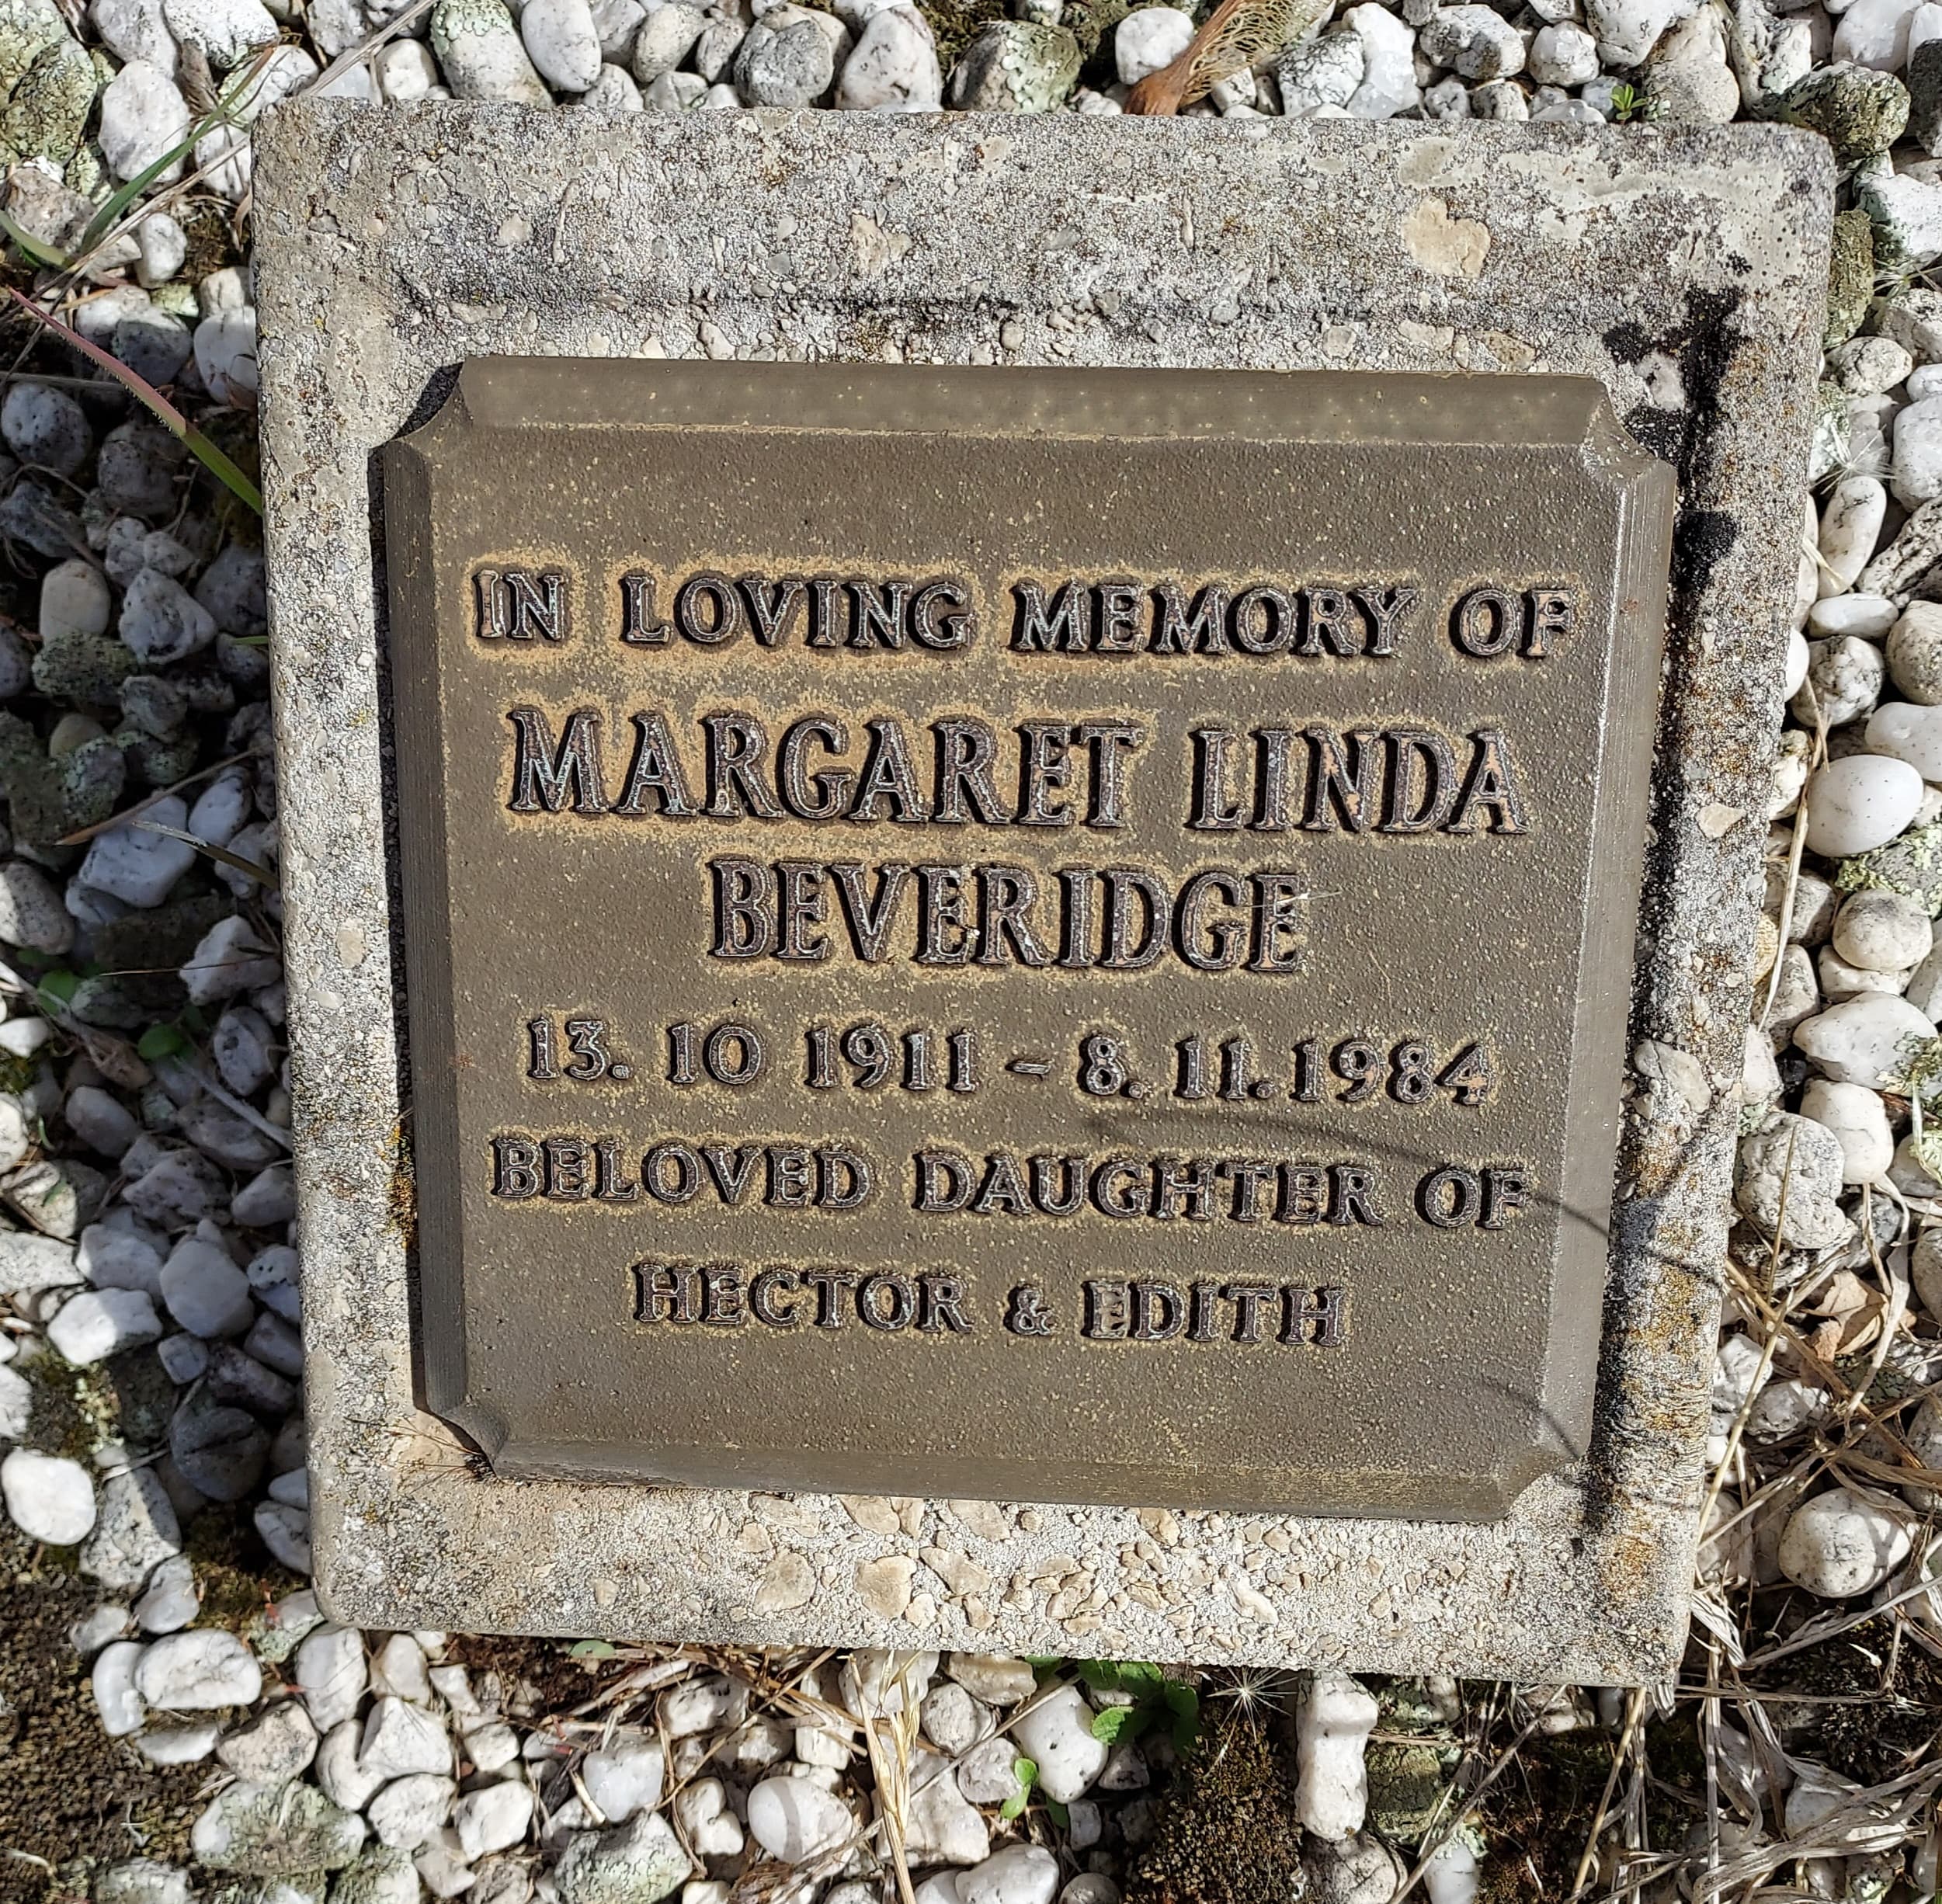 IN LOVING MEMORY OF
MARGARET LINDA
BEVERIDGE
13. 10 1911 - 8. 11. 1984
BELOVED DAUGHTER OF
HECTOR & EDITH